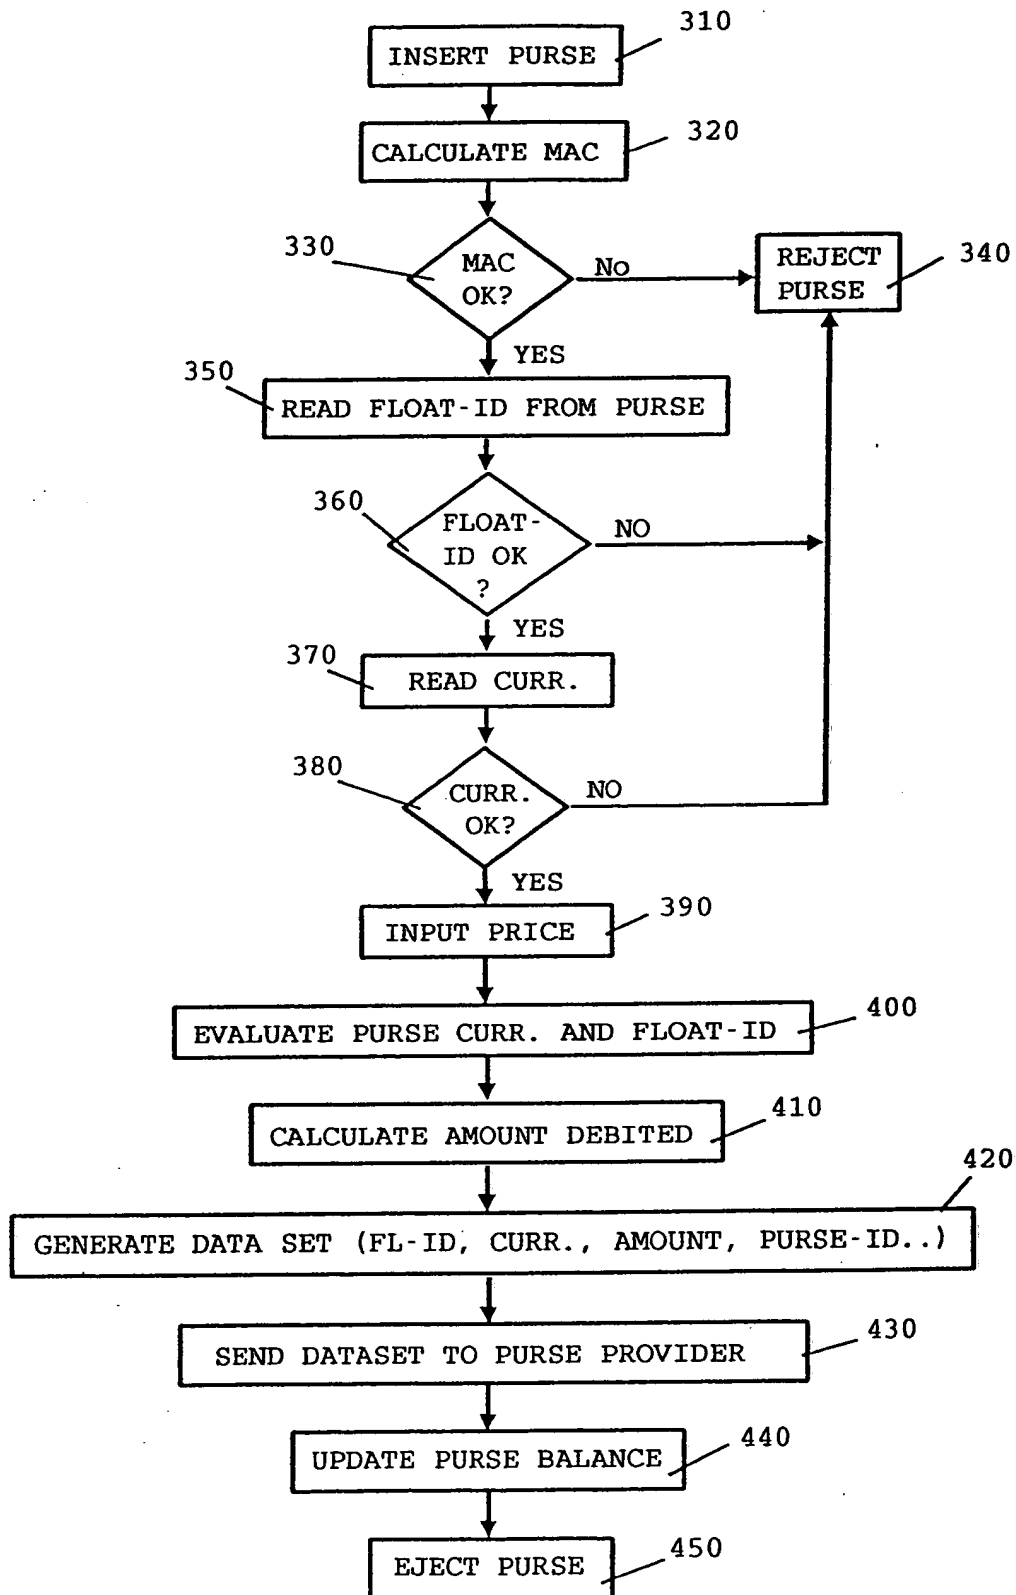 310
INSERT PURSE
320
CALCULATE MAC
330
MAC
OK?
No
REJECT
PURSE
340
YES
350
READ FLOAT-ID FROM PURSE
360
FLOAT-
ID OK
?
NO
YES
370
READ CURR.
380
CURR.
OK?
NO
YES
390
INPUT PRICE
400
EVALUATE PURSE CURR. AND FLOAT-ID
410
CALCULATE AMOUNT DEBITED
420
GENERATE DATA SET (FL-ID, CURR., AMOUNT, PURSE-ID..)
430
SEND DATASET TO PURSE PROVIDER
440
UPDATE PURSE BALANCE
450
EJECT PURSE